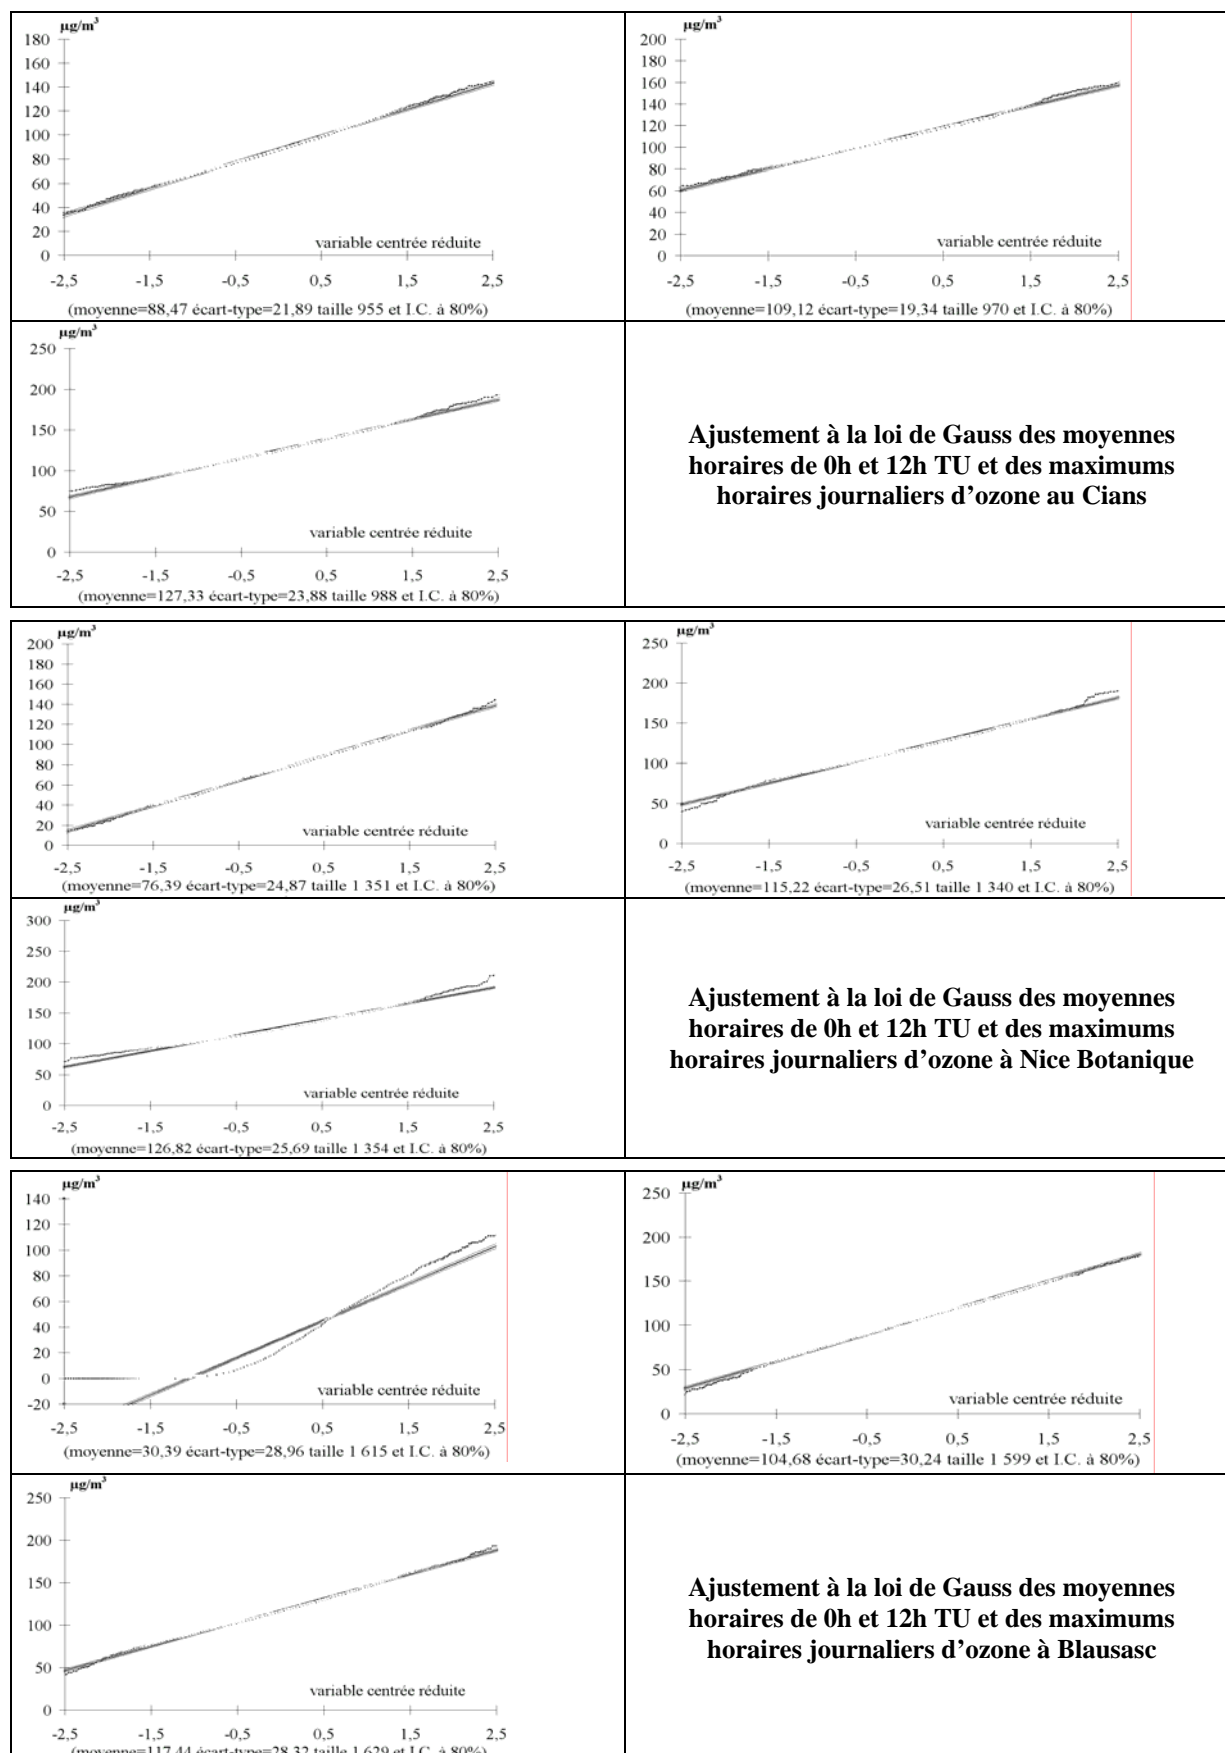 µg/m³
180
160
140
120
100
80
60
40
20
0
variable centrée réduite
-2,5 -1,5 -0,5 0,5 1,5 2,5
(moyenne=88,47 écart-type=21,89 taille 955 et I.C. à 80%)
µg/m³
200
180
160
140
120
100
80
60
40
20
0
variable centrée réduite
-2,5 -1,5 -0,5 0,5 1,5 2,5
(moyenne=109,12 écart-type=19,34 taille 970 et I.C. à 80%)
µg/m³
250
200
150
100
50
0
variable centrée réduite
-2,5 -1,5 -0,5 0,5 1,5 2,5
(moyenne=127,33 écart-type=23,88 taille 988 et I.C. à 80%)
Ajustement à la loi de Gauss des moyennes
horaires de 0h et 12h TU et des maximums
horaires journaliers d’ozone au Cians
µg/m³
200
180
160
140
120
100
80
60
40
20
0
variable centrée réduite
-2,5 -1,5 -0,5 0,5 1,5 2,5
(moyenne=76,39 écart-type=24,87 taille 1 351 et I.C. à 80%)
µg/m³
250
200
150
100
50
0
variable centrée réduite
-2,5 -1,5 -0,5 0,5 1,5 2,5
(moyenne=115,22 écart-type=26,51 taille 1 340 et I.C. à 80%)
µg/m³
300
250
200
150
100
50
0
variable centrée réduite
-2,5 -1,5 -0,5 0,5 1,5 2,5
(moyenne=126,82 écart-type=25,69 taille 1 354 et I.C. à 80%)
Ajustement à la loi de Gauss des moyennes
horaires de 0h et 12h TU et des maximums
horaires journaliers d’ozone à Nice Botanique
µg/m³
140
120
100
80
60
40
20
0
-20
variable centrée réduite
-2,5 -1,5 -0,5 0,5 1,5 2,5
(moyenne=30,39 écart-type=28,96 taille 1 615 et I.C. à 80%)
µg/m³
250
200
150
100
50
0
variable centrée réduite
-2,5 -1,5 -0,5 0,5 1,5 2,5
(moyenne=104,68 écart-type=30,24 taille 1 599 et I.C. à 80%)
µg/m³
250
200
150
100
50
0
variable centrée réduite
-2,5 -1,5 -0,5 0,5 1,5 2,5
(moyenne=117,44 écart-type=28,32 taille 1 629 et I.C. à 80%)
Ajustement à la loi de Gauss des moyennes
horaires de 0h et 12h TU et des maximums
horaires journaliers d’ozone à Blausasc